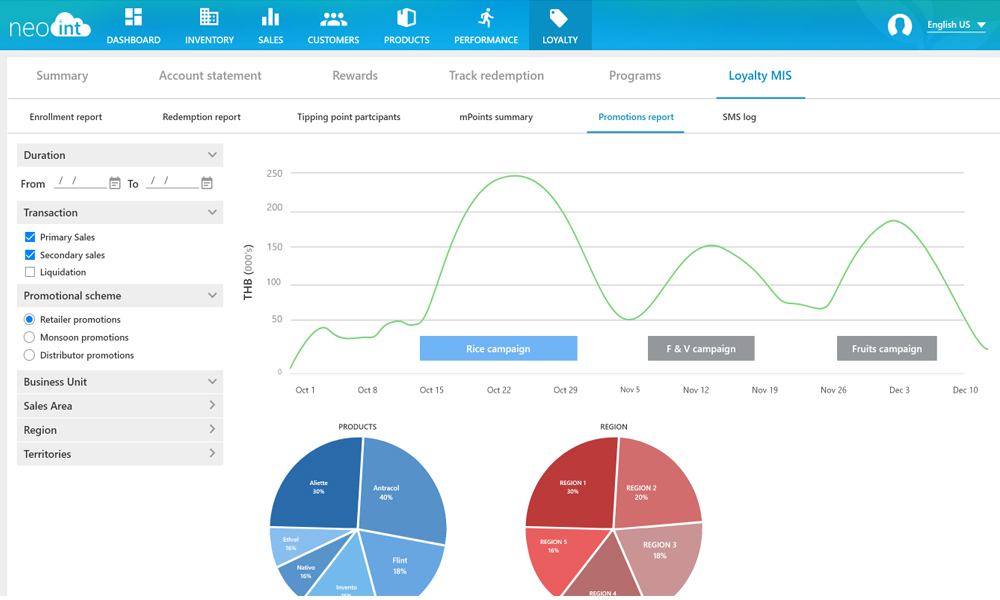 neo int
DASHBOARD
INVENTORY
SALES
CUSTOMERS
PRODUCTS
PERFORMANCE
LOYALTY
English US
Summary
Account statement
Rewards
Track redemption
Programs
Loyalty MIS
Enrollment report
Redemption report
Tipping point partcipants
mPoints summary
Promotions report
SMS log
Duration
From / / To / /
Transaction
Primary Sales
Secondary sales
Liquidation
Promotional scheme
Retailer promotions
Monsoon promotions
Distributor promotions
Business Unit
Sales Area
Region
Territories
THB (000's)
250
200
150
100
50
0
Rice campaign
F & V campaign
Fruits campaign
Oct 1
Oct 8
Oct 15
Oct 22
Oct 29
Nov 5
Nov 12
Nov 19
Nov 26
Dec 3
Dec 10
PRODUCTS
Aliette
30%
Antracol
40%
Ethrel
16%
Nativo
16%
Invento
Flint
18%
REGION
REGION 1
30%
REGION 2
20%
REGION 5
16%
REGION 3
18%
REGION 4